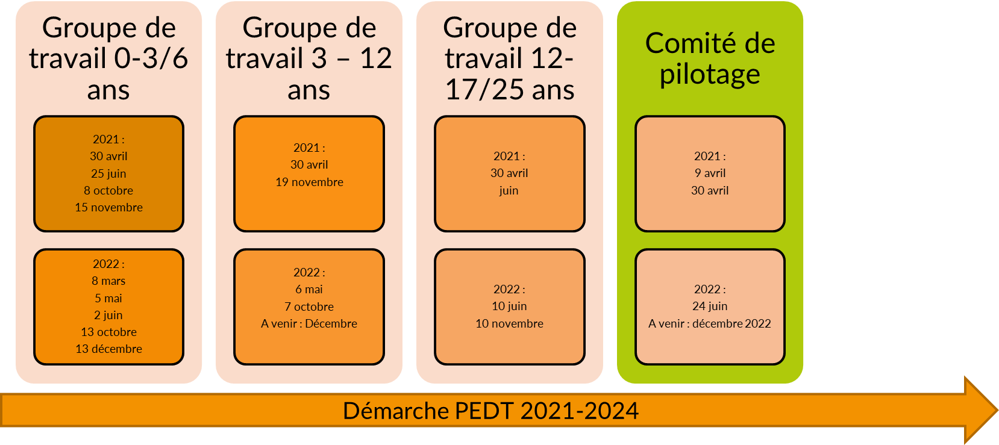 Groupe de
travail 0-3/6
ans
2021 :
30 avril
25 juin
8 octobre
15 novembre
2022 :
8 mars
5 mai
2 juin
13 octobre
13 décembre
Groupe de
travail 3 – 12
ans
2021 :
30 avril
19 novembre
2022 :
6 mai
7 octobre
A venir : Décembre
Groupe de
travail 12-
17/25 ans
2021 :
30 avril
juin
2022 :
10 juin
10 novembre
Comité de
pilotage
2021 :
9 avril
30 avril
2022 :
24 juin
A venir : décembre 2022
Démarche PEDT 2021-2024